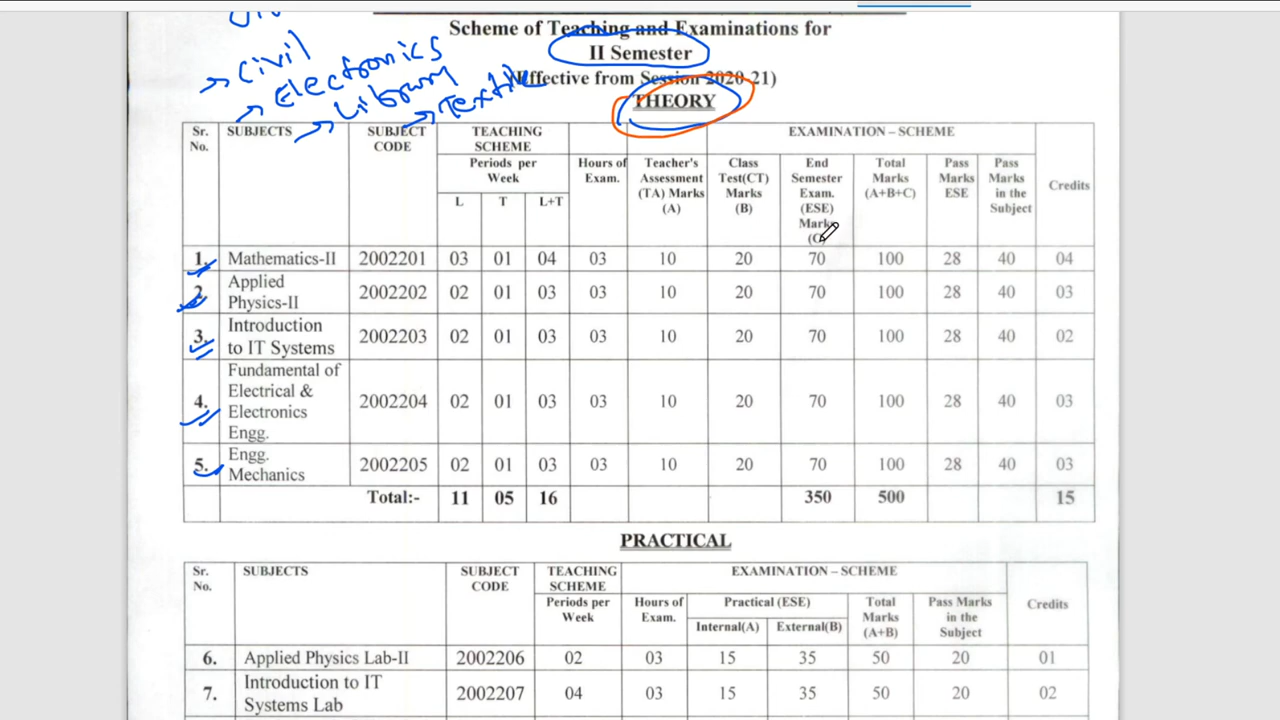 Scheme of Teaching and Examinations for
II Semester
(Effective from Session 2020-21)
→ Civil
→ Electronics
→ Library
→ Textile
THEORY
Sr. No. SUBJECTS SUBJECT CODE TEACHING SCHEME EXAMINATION – SCHEME
Periods per Week Hours of Exam. Teacher's Assessment (TA) Marks (A) Class Test(CT) Marks (B) End Semester Exam. (ESE) Marks (C) Total Marks (A+B+C) Pass Marks ESE Pass Marks in the Subject Credits
L T L+T
1. Mathematics-II 2002201 03 01 04 03 10 20 70 100 28 40 04
2 Applied Physics-II 2002202 02 01 03 03 10 20 70 100 28 40 03
3. Introduction to IT Systems 2002203 02 01 03 03 10 20 70 100 28 40 02
4. Fundamental of Electrical & Electronics Engg. 2002204 02 01 03 03 10 20 70 100 28 40 03
5. Engg. Mechanics 2002205 02 01 03 03 10 20 70 100 28 40 03
Total:- 11 05 16 350 500 15
PRACTICAL
Sr. No. SUBJECTS SUBJECT CODE TEACHING SCHEME EXAMINATION – SCHEME
Periods per Week Hours of Exam. Practical (ESE) Total Marks (A+B) Pass Marks in the Subject Credits
Internal(A) External(B)
6. Applied Physics Lab-II 2002206 02 03 15 35 50 20 01
7. Introduction to IT Systems Lab 2002207 04 03 15 35 50 20 02